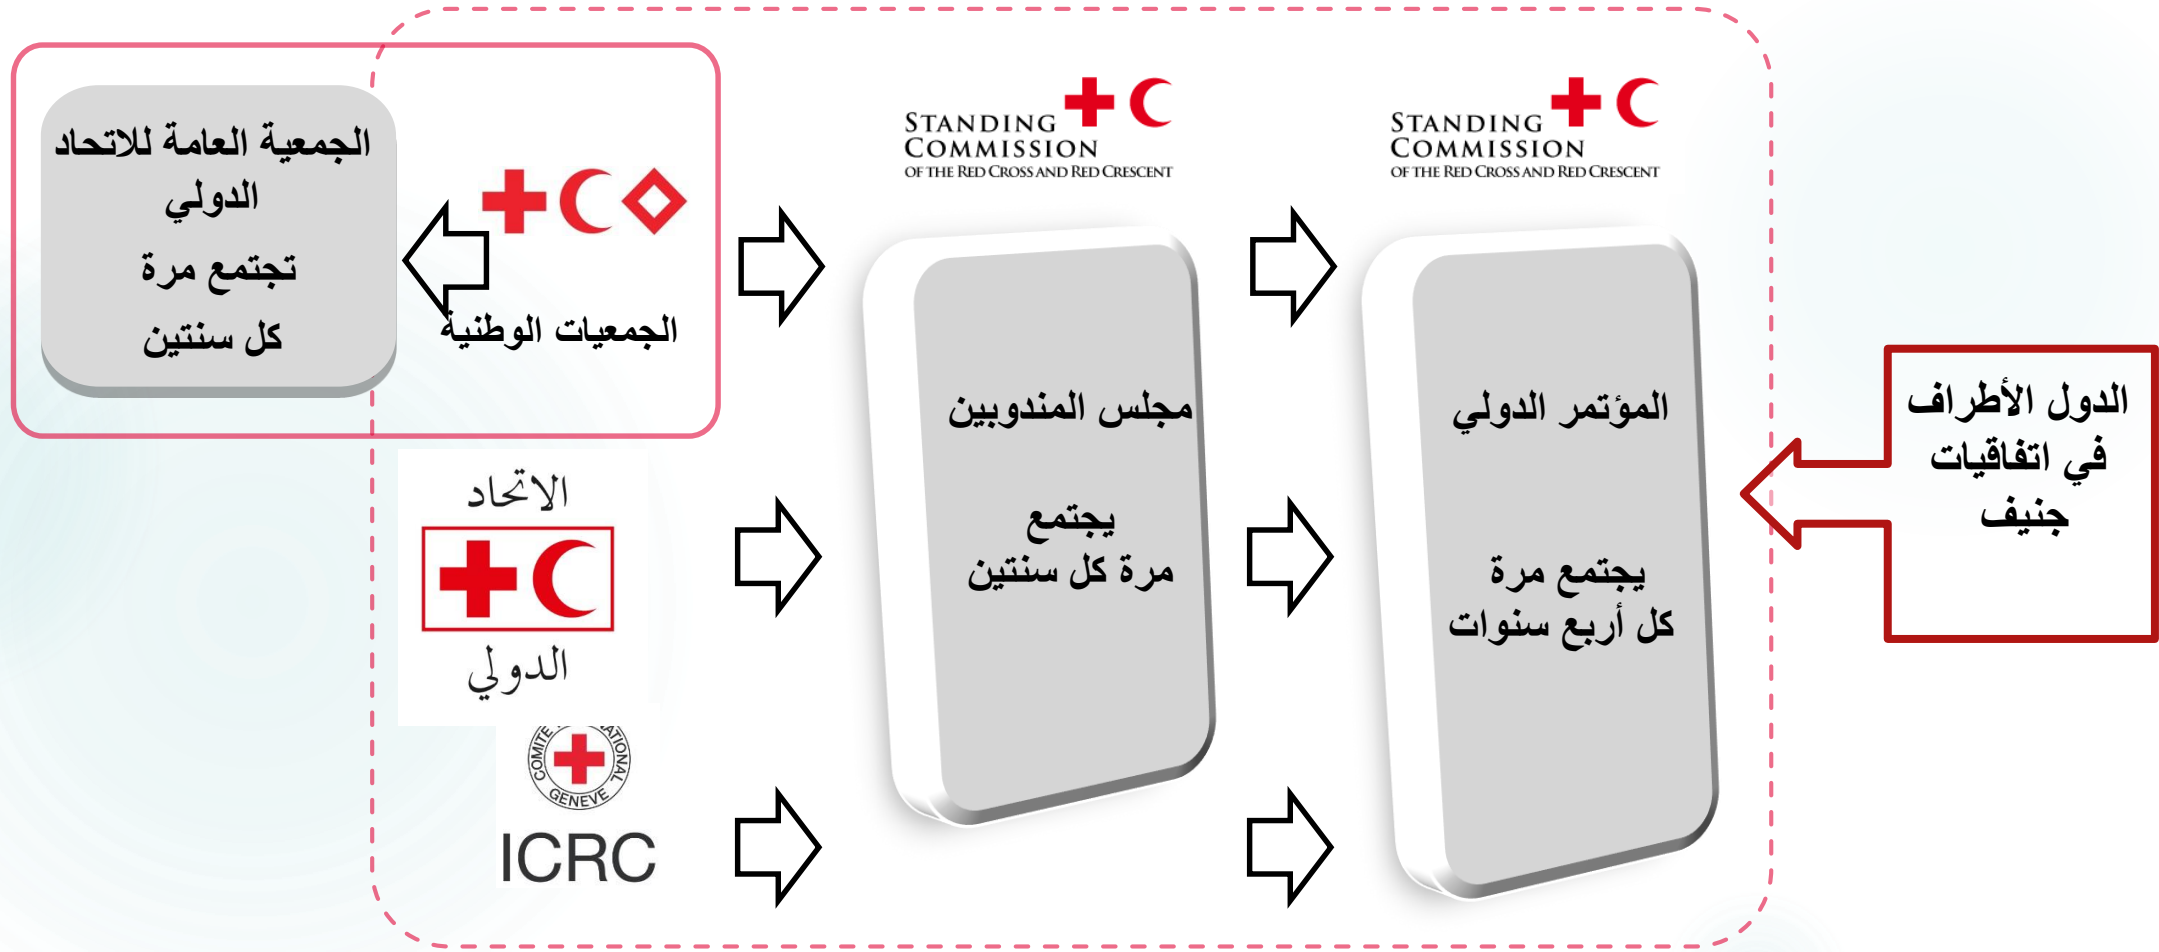 الجمعية العامة للاتحاد
الدولي
تجتمع مرة
كل سنتين
الجمعيات الوطنية
الاتحاد
الدولي
GENEVE
ICRC
STANDING
COMMISSION
OF THE RED CROSS AND RED CRESCENT
مجلس المندوبين
يجتمع
مرة كل سنتين
STANDING
COMMISSION
OF THE RED CROSS AND RED CRESCENT
المؤتمر الدولي
يجتمع مرة
كل أربع سنوات
الدول الأطراف
في اتفاقيات
جنيف